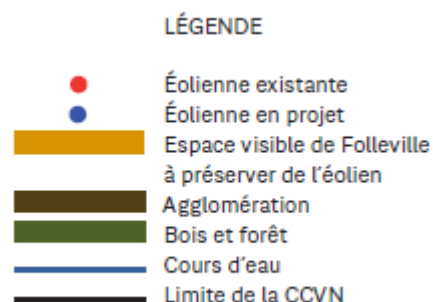 LÉGENDE
Éolienne existante
Éolienne en projet
Espace visible de Folleville
à préserver de l'éolien
Agglomération
Bois et forêt
Cours d'eau
Limite de la CCVN